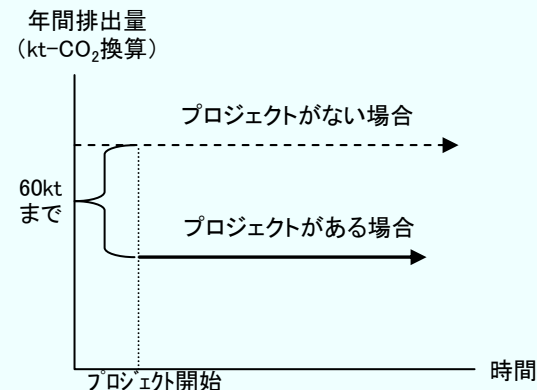 年間排出量
(kt-CO₂換算)
プロジェクトがない場合
60kt
まで
プロジェクトがある場合
時間
プロジェクト開始